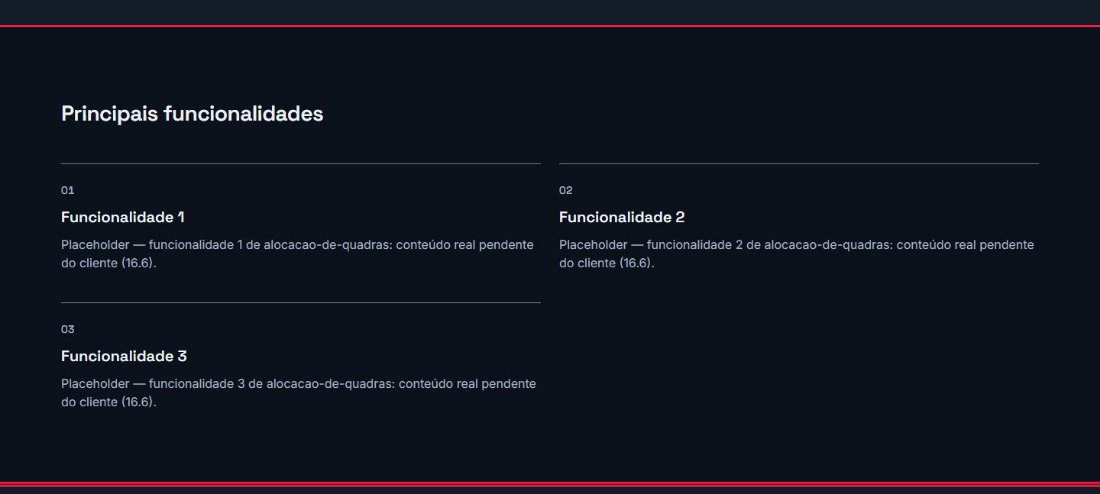 Principais funcionalidades
01
Funcionalidade 1
Placeholder — funcionalidade 1 de alocacao-de-quadras: conteúdo real pendente
do cliente (16.6).
02
Funcionalidade 2
Placeholder — funcionalidade 2 de alocacao-de-quadras: conteúdo real pendente
do cliente (16.6).
03
Funcionalidade 3
Placeholder — funcionalidade 3 de alocacao-de-quadras: conteúdo real pendente
do cliente (16.6).